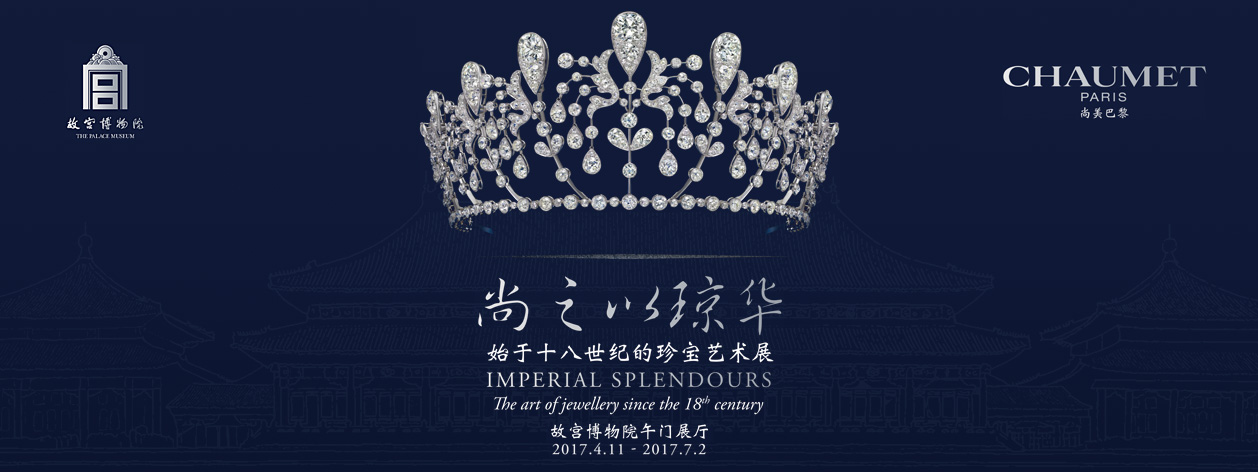 故宫博物院
THE PALACE MUSEUM
CHAUMET
PARIS
尚美巴黎
尚之以琼华
始于十八世纪的珍宝艺术展
IMPERIAL SPLENDOURS
The art of jewellery since the 18th century
故宫博物院午门展厅
2017.4.11 - 2017.7.2